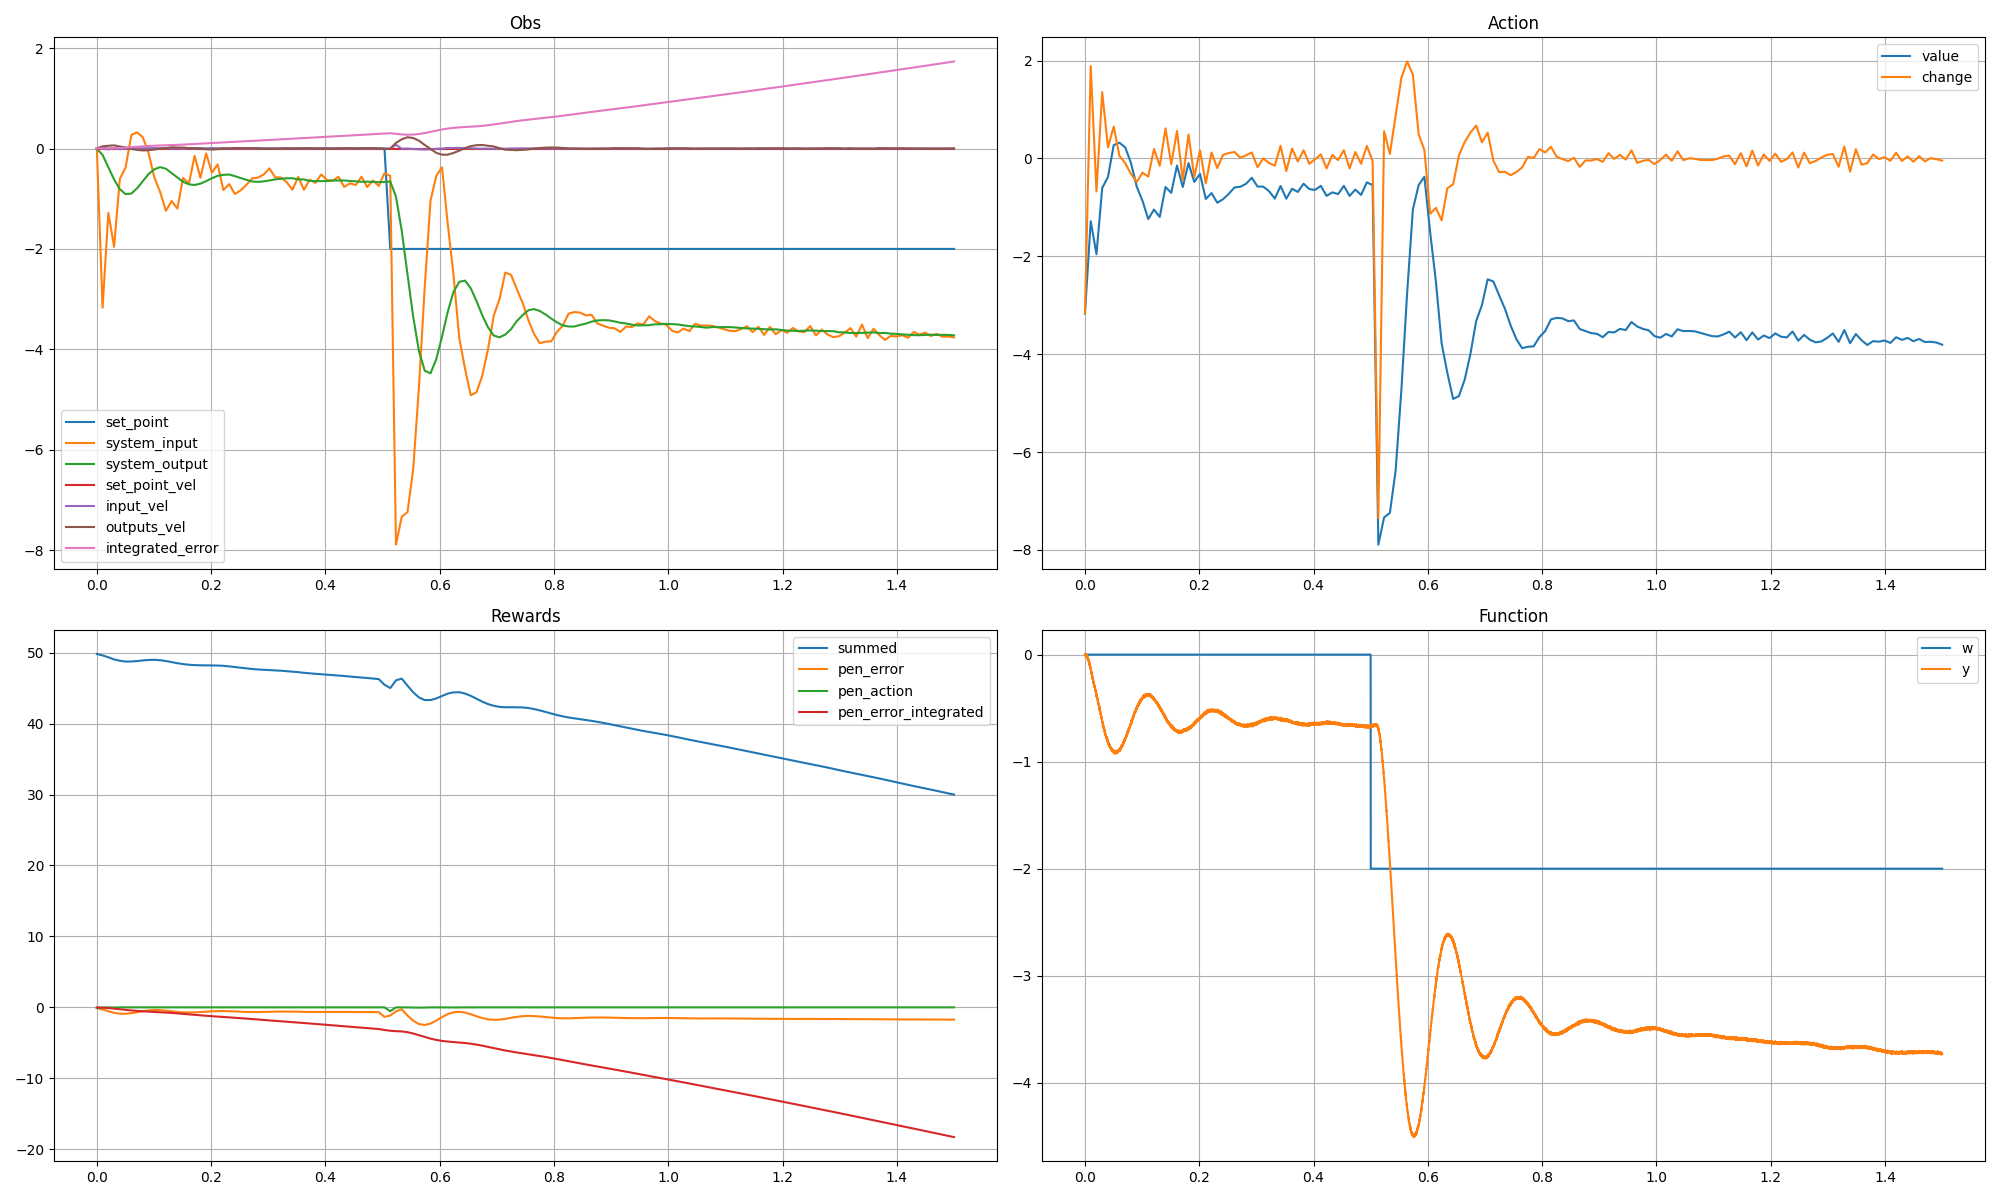 Obs
2
0
−2
−4
−6
−8
set_point
system_input
system_output
set_point_vel
input_vel
outputs_vel
integrated_error
0.0 0.2 0.4 0.6 0.8 1.0 1.2 1.4
Action
2
0
−2
−4
−6
−8
value
change
0.0 0.2 0.4 0.6 0.8 1.0 1.2 1.4
Rewards
50
40
30
20
10
0
−10
−20
summed
pen_error
pen_action
pen_error_integrated
0.0 0.2 0.4 0.6 0.8 1.0 1.2 1.4
Function
0
−1
−2
−3
−4
w
y
0.0 0.2 0.4 0.6 0.8 1.0 1.2 1.4